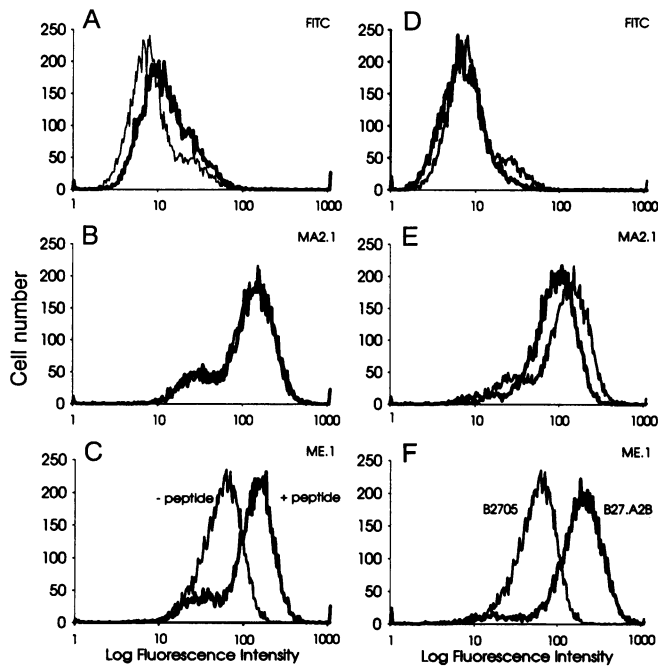 A
FITC
250
200
150
100
50
0
1 10 100 1000
D
FITC
250
200
150
100
50
0
1 10 100 1000
B
MA2.1
250
200
150
100
50
0
1 10 100 1000
E
MA2.1
250
200
150
100
50
0
1 10 100 1000
Cell number
C
ME.1
- peptide
+ peptide
250
200
150
100
50
0
1 10 100 1000
Log Fluorescence Intensity
F
ME.1
B2705
B27.A2B
250
200
150
100
50
0
1 10 100 1000
Log Fluorescence Intensity